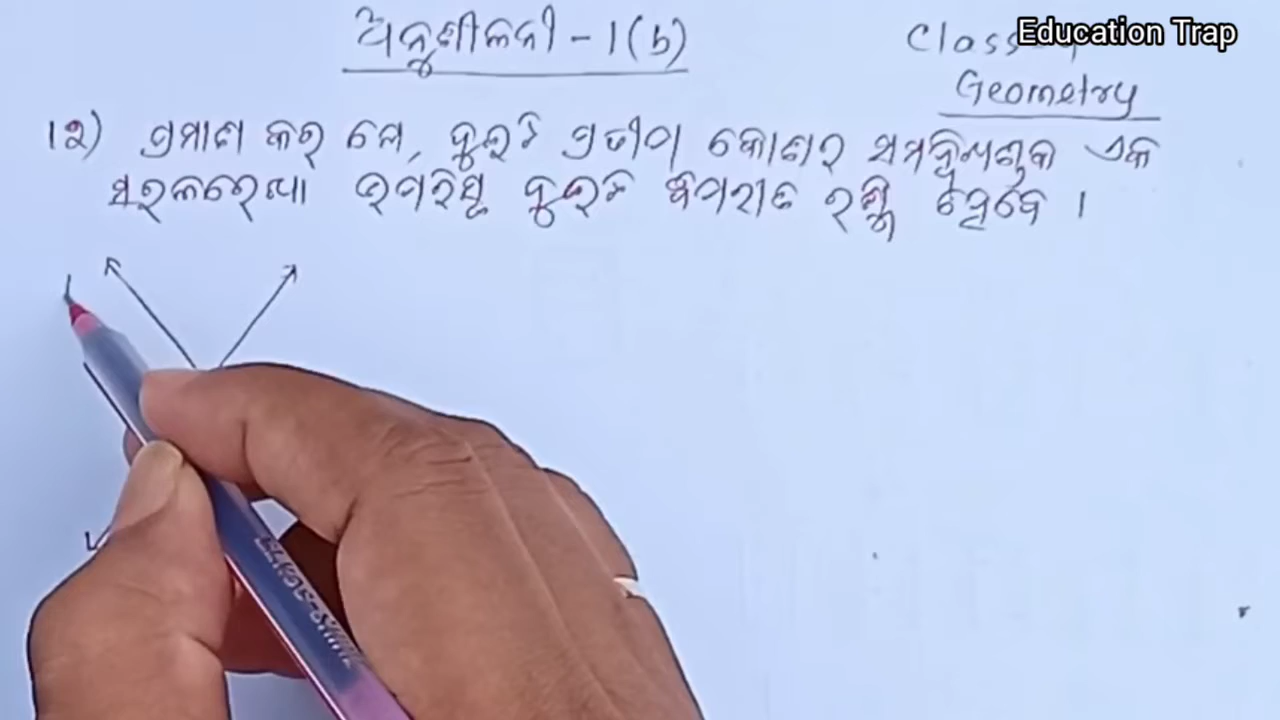 ଅନୁଶୀଳନୀ - 1(b)
Class-
Education Trap
Geometry
12) ପ୍ରମାଣ କର ଯେ, ଦୁଇଟି ପ୍ରତୀପ କୋଣର ସମଦ୍ୱିଖଣ୍ଡକ ଏକ
ସରଳରେଖା ଉପରିସ୍ଥ ଦୁଇଟି ବିପରୀତ ରଶ୍ମି ହେବେ ।